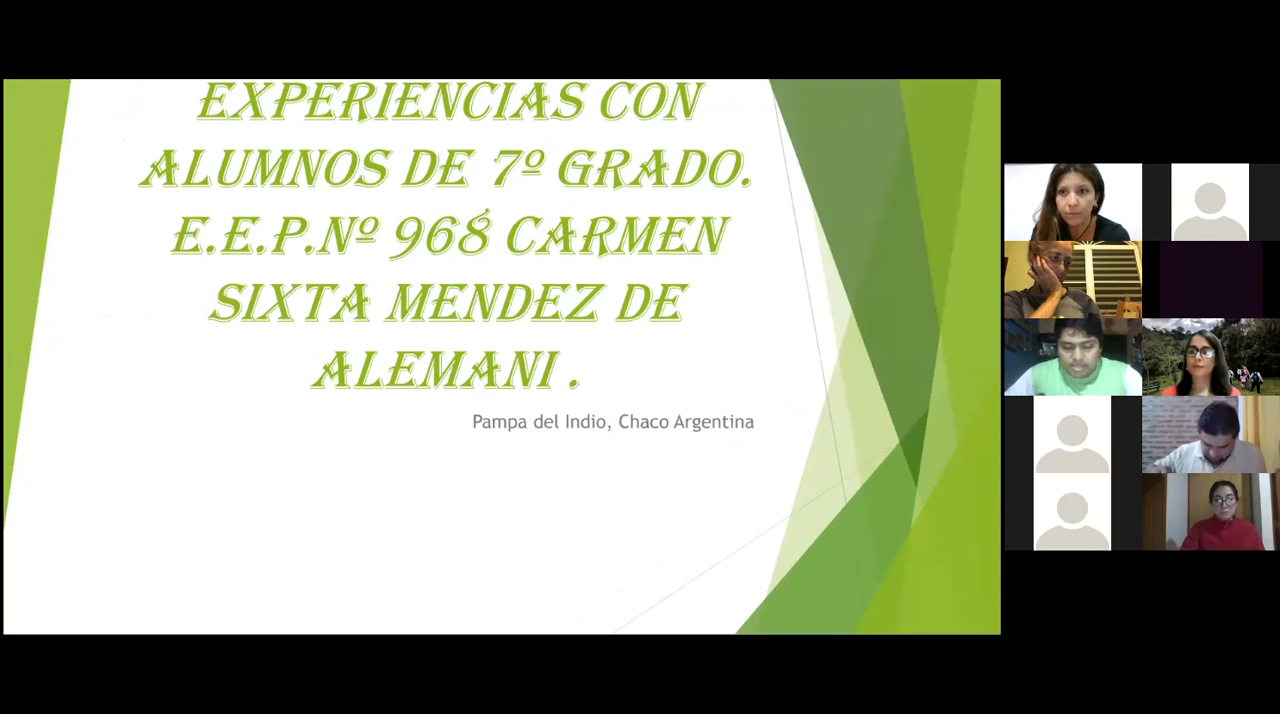 EXPERIENCIAS CON
ALUMNOS DE 7º GRADO.
E.E.P.Nº 968 CARMEN
SIXTA MENDEZ DE
ALEMANI .
Pampa del Indio, Chaco Argentina